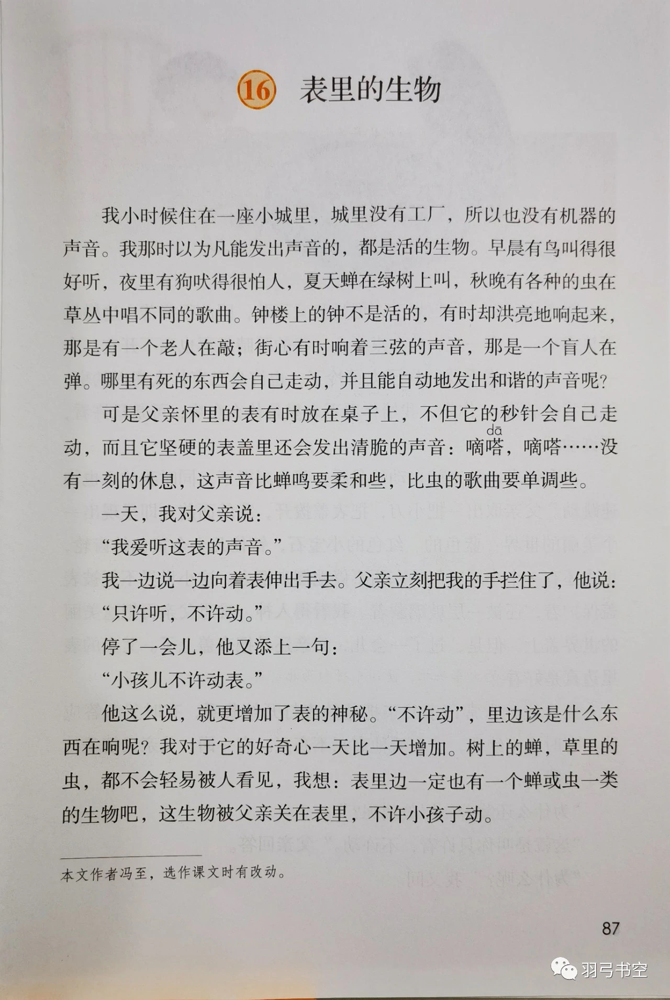 16 表里的生物
我小时候住在一座小城里，城里没有工厂，所以也没有机器的
声音。我那时以为凡能发出声音的，都是活的生物。早晨有鸟叫得很
好听，夜里有狗吠得很怕人，夏天蝉在绿树上叫，秋晚有各种的虫在
草丛中唱不同的歌曲。钟楼上的钟不是活的，有时却洪亮地响起来，
那是有一个老人在敲；街心有时响着三弦的声音，那是一个盲人在
弹。哪里有死的东西会自己走动，并且能自动地发出和谐的声音呢？
可是父亲怀里的表有时放在桌子上，不但它的秒针会自己走
dā
动，而且它坚硬的表盖里还会发出清脆的声音：嘀嗒，嘀嗒……没
有一刻的休息，这声音比蝉鸣要柔和些，比虫的歌曲要单调些。
一天，我对父亲说：
“我爱听这表的声音。”
我一边说一边向着表伸出手去。父亲立刻把我的手拦住了，他说：
“只许听，不许动。”
停了一会儿，他又添上一句：
“小孩儿不许动表。”
他这么说，就更增加了表的神秘。“不许动”，里边该是什么东
西在响呢？我对于它的好奇心一天比一天增加。树上的蝉，草里的
虫，都不会轻易被人看见，我想：表里边一定也有一个蝉或虫一类
的生物吧，这生物被父亲关在表里，不许小孩子动。
本文作者冯至，选作课文时有改动。
87
羽弓书空